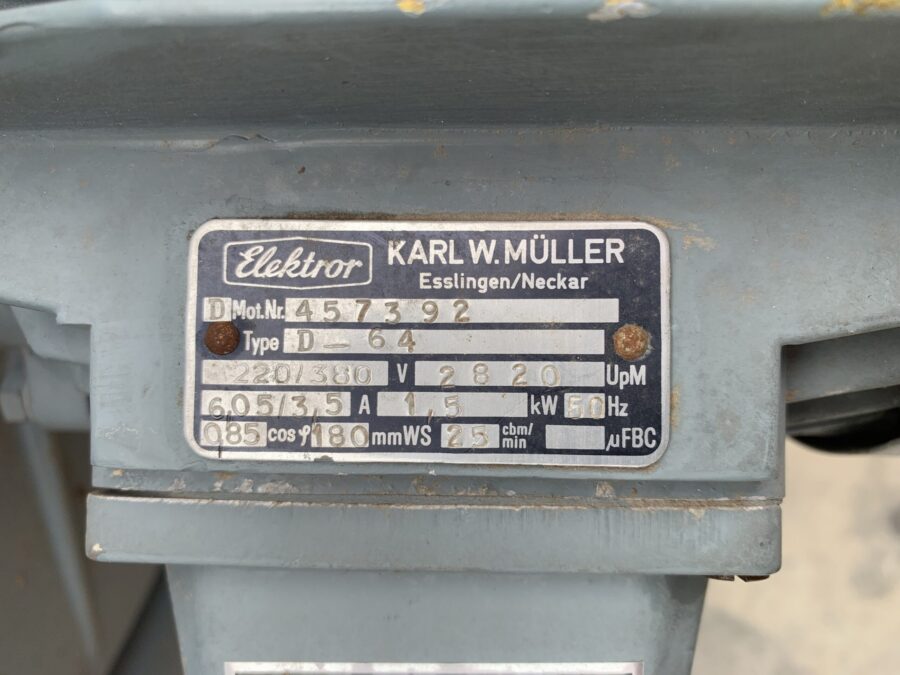 Elektror KARL W. MÜLLER
Esslingen/Neckar
D Mot.Nr. 457392
Type D-64
220/380 V 2820 UpM
6,05/3,5 A 1,5 kW 50 Hz
0,85 cos φ 180 mmWS 25 cbm/min µFBC